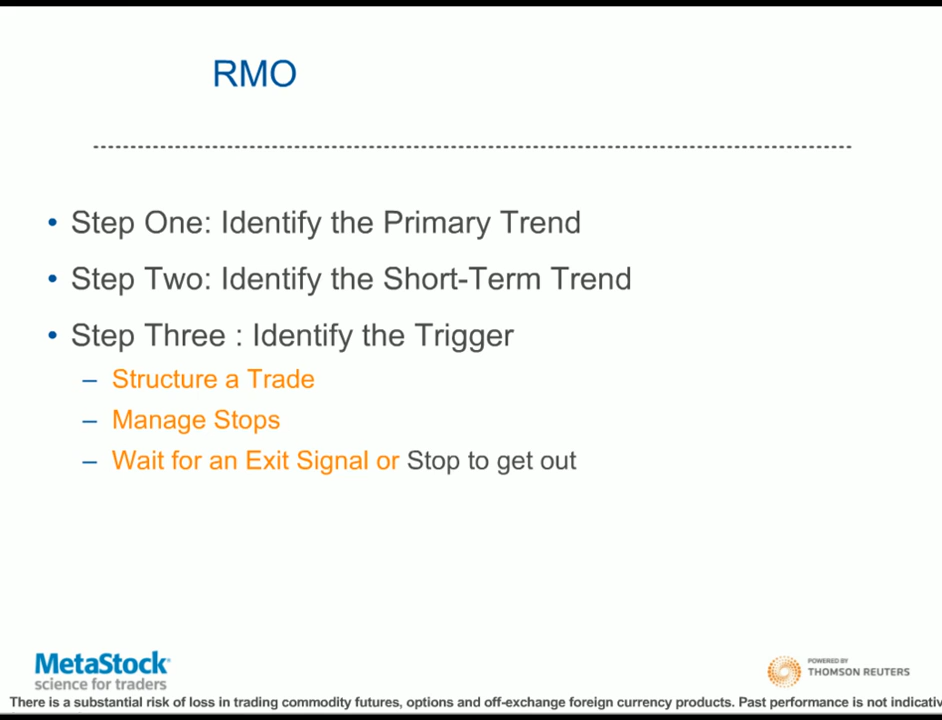 RMO
• Step One: Identify the Primary Trend
• Step Two: Identify the Short-Term Trend
• Step Three : Identify the Trigger
– Structure a Trade
– Manage Stops
– Wait for an Exit Signal or Stop to get out
MetaStock
science for traders
POWERED BY
THOMSON REUTERS
There is a substantial risk of loss in trading commodity futures, options and off-exchange foreign currency products. Past performance is not indicativ